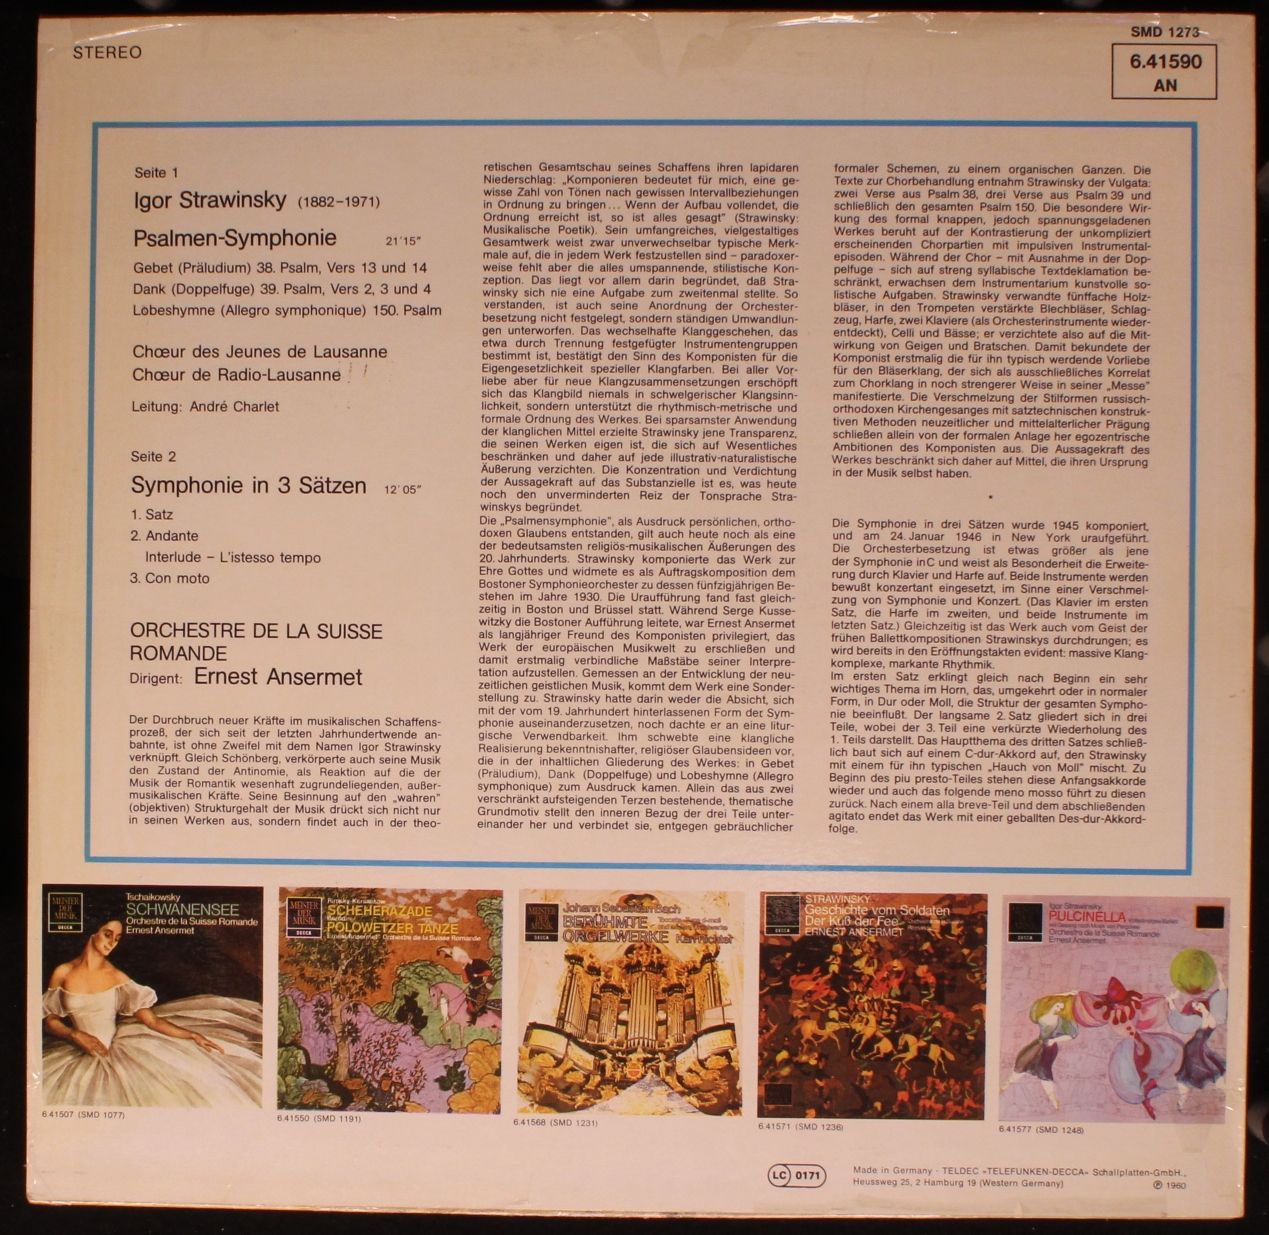 STEREO
SMD 1273
6.41590
AN
Seite 1
Igor Strawinsky (1882–1971)
Psalmen-Symphonie 21'15"
Gebet (Präludium) 38. Psalm, Vers 13 und 14
Dank (Doppelfuge) 39. Psalm, Vers 2, 3 und 4
Lobeshymne (Allegro symphonique) 150. Psalm
Chœur des Jeunes de Lausanne
Chœur de Radio-Lausanne
Leitung: André Charlet
Seite 2
Symphonie in 3 Sätzen 12'05"
1. Satz
2. Andante
Interlude – L'istesso tempo
3. Con moto
ORCHESTRE DE LA SUISSE
ROMANDE
Dirigent: Ernest Ansermet
Der Durchbruch neuer Kräfte im musikalischen Schaffens-
prozeß, der sich seit der letzten Jahrhundertwende an-
bahnte, ist ohne Zweifel mit dem Namen Igor Strawinsky
verknüpft. Gleich Schönberg, verkörperte auch seine Musik
den Zustand der Antinomie, als Reaktion auf die der
Musik der Romantik wesenhaft zugrundeliegenden, außer-
musikalischen Kräfte. Seine Besinnung auf den „wahren"
(objektiven) Strukturgehalt der Musik drückt sich nicht nur
in seinen Werken aus, sondern findet auch in der theo-
retischen Gesamtschau seines Schaffens ihren lapidaren
Niederschlag: „Komponieren bedeutet für mich, eine ge-
wisse Zahl von Tönen nach gewissen Intervallbeziehungen
in Ordnung zu bringen... Wenn der Aufbau vollendet, die
Ordnung erreicht ist, so ist alles gesagt" (Strawinsky:
Musikalische Poetik). Sein umfangreiches, vielgestaltiges
Gesamtwerk weist zwar unverwechselbar typische Merk-
male auf, die in jedem Werk festzustellen sind – paradoxer-
weise fehlt aber die alles umspannende, stilistische Kon-
zeption. Das liegt vor allem darin begründet, daß Stra-
winsky sich nie eine Aufgabe zum zweitenmal stellte. So
verstanden, ist auch seine Anordnung der Orchester-
besetzung nicht festgelegt, sondern ständigen Umwandlun-
gen unterworfen. Das wechselhafte Klanggeschehen, das
etwa durch Trennung festgefügter Instrumentengruppen
bestimmt ist, bestätigt den Sinn des Komponisten für die
Eigengesetzlichkeit spezieller Klangfarben. Bei aller Vor-
liebe aber für neue Klangzusammensetzungen erschöpft
sich das Klangbild niemals in schwelgerischer Klangsinn-
lichkeit, sondern unterstützt die rhythmisch-metrische und
formale Ordnung des Werkes. Bei sparsamster Anwendung
der klanglichen Mittel erzielte Strawinsky jene Transparenz,
die seinen Werken eigen ist, die sich auf Wesentliches
beschränken und daher auf jede illustrativ-naturalistische
Äußerung verzichten. Die Konzentration und Verdichtung
der Aussagekraft auf das Substanzielle ist es, was heute
noch den unverminderten Reiz der Tonsprache Stra-
winskys begründet.
Die „Psalmensymphonie", als Ausdruck persönlichen, ortho-
doxen Glaubens entstanden, gilt auch heute noch als eine
der bedeutsamsten religiös-musikalischen Äußerungen des
20. Jahrhunderts. Strawinsky komponierte das Werk zur
Ehre Gottes und widmete es als Auftragskomposition dem
Bostoner Symphonieorchester zu dessen fünfzigjährigen Be-
stehen im Jahre 1930. Die Uraufführung fand fast gleich-
zeitig in Boston und Brüssel statt. Während Serge Kusse-
witzky die Bostoner Aufführung leitete, war Ernest Ansermet
als langjähriger Freund des Komponisten privilegiert, das
Werk der europäischen Musikwelt zu erschließen und
damit erstmalig verbindliche Maßstäbe seiner Interpre-
tation aufzustellen. Gemessen an der Entwicklung der neu-
zeitlichen geistlichen Musik, kommt dem Werk eine Sonder-
stellung zu. Strawinsky hatte darin weder die Absicht, sich
mit der vom 19. Jahrhundert hinterlassenen Form der Sym-
phonie auseinanderzusetzen, noch dachte er an eine litur-
gische Verwendbarkeit. Ihm schwebte eine klangliche
Realisierung bekenntnishafter, religiöser Glaubensideen vor,
die in der inhaltlichen Gliederung des Werkes: in Gebet
(Präludium), Dank (Doppelfuge) und Lobeshymne (Allegro
symphonique) zum Ausdruck kamen. Allein das aus zwei
verschränkt aufsteigenden Terzen bestehende, thematische
Grundmotiv stellt den inneren Bezug der drei Teile unter-
einander her und verbindet sie, entgegen gebräuchlicher
formaler Schemen, zu einem organischen Ganzen. Die
Texte zur Chorbehandlung entnahm Strawinsky der Vulgata:
zwei Verse aus Psalm 38, drei Verse aus Psalm 39 und
schließlich den gesamten Psalm 150. Die besondere Wir-
kung des formal knappen, jedoch spannungsgeladenen
Werkes beruht auf der Kontrastierung der unkompliziert
erscheinenden Chorpartien mit impulsiven Instrumental-
episoden. Während der Chor – mit Ausnahme in der Dop-
pelfuge – sich auf streng syllabische Textdeklamation be-
schränkt, erwachsen dem Instrumentarium kunstvolle so-
listische Aufgaben. Strawinsky verwandte fünffache Holz-
bläser, in den Trompeten verstärkte Blechbläser, Schlag-
zeug, Harfe, zwei Klaviere (als Orchesterinstrumente wieder-
entdeckt), Celli und Bässe; er verzichtete also auf die Mit-
wirkung von Geigen und Bratschen. Damit bekundete der
Komponist erstmalig die für ihn typisch werdende Vorliebe
für den Bläserklang, der sich als ausschließliches Korrelat
zum Chorklang in noch strengerer Weise in seiner „Messe"
manifestierte. Die Verschmelzung der Stilformen russisch-
orthodoxen Kirchengesanges mit satztechnischen konstruk-
tiven Methoden neuzeitlicher und mittelalterlicher Prägung
schließen allein von der formalen Anlage her egozentrische
Ambitionen des Komponisten aus. Die Aussagekraft des
Werkes beschränkt sich daher auf Mittel, die ihren Ursprung
in der Musik selbst haben.
*
Die Symphonie in drei Sätzen wurde 1945 komponiert,
und am 24. Januar 1946 in New York uraufgeführt.
Die Orchesterbesetzung ist etwas größer als jene
der Symphonie in C und weist als Besonderheit die Erweite-
rung durch Klavier und Harfe auf. Beide Instrumente werden
bewußt konzertant eingesetzt, im Sinne einer Verschmel-
zung von Symphonie und Konzert. (Das Klavier im ersten
Satz, die Harfe im zweiten, und beide Instrumente im
letzten Satz.) Gleichzeitig ist das Werk auch vom Geist der
frühen Ballettkompositionen Strawinskys durchdrungen; es
wird bereits in den Eröffnungstakten evident: massive Klang-
komplexe, markante Rhythmik.
Im ersten Satz erklingt gleich nach Beginn ein sehr
wichtiges Thema im Horn, das, umgekehrt oder in normaler
Form, in Dur oder Moll, die Struktur der gesamten Sympho-
nie beeinflußt. Der langsame 2. Satz gliedert sich in drei
Teile, wobei der 3. Teil eine verkürzte Wiederholung des
1. Teils darstellt. Das Hauptthema des dritten Satzes schließ-
lich baut sich auf einem C-dur-Akkord auf, den Strawinsky
mit einem für ihn typischen „Hauch von Moll" mischt. Zu
Beginn des piu presto-Teiles stehen diese Anfangsakkorde
wieder und auch das folgende meno mosso führt zu diesen
zurück. Nach einem alla breve-Teil und dem abschließenden
agitato endet das Werk mit einer geballten Des-dur-Akkord-
folge.
MEISTER
DER
MUSIK
DECCA
Tschaikowsky
SCHWANENSEE
Orchestre de la Suisse Romande
Ernest Ansermet
6.41507 (SMD 1077)
MEISTER
DER
MUSIK
DECCA
Rimsky-Korssakow
SCHEHERAZADE
Borodin
POLOWETZER TÄNZE
Ernest Ansermet Orchestre de la Suisse Romande
6.41550 (SMD 1191)
MEISTER
DER
MUSIK
DECCA
Johann Sebastian Bach
BERÜHMTE
ORGELWERKE
Karl Richter
6.41568 (SMD 1231)
DECCA
STRAWINSKY
Geschichte vom Soldaten
Der Kuß der Fee
ERNEST ANSERMET
6.41571 (SMD 1236)
DECCA
Igor Strawinsky
PULCINELLA
Orchestre de la Suisse Romande
Ernest Ansermet
6.41577 (SMD 1248)
LC 0171
Made in Germany · TELDEC »TELEFUNKEN-DECCA« Schallplatten-GmbH.,
Heussweg 25, 2 Hamburg 19 (Western Germany)
℗ 1960